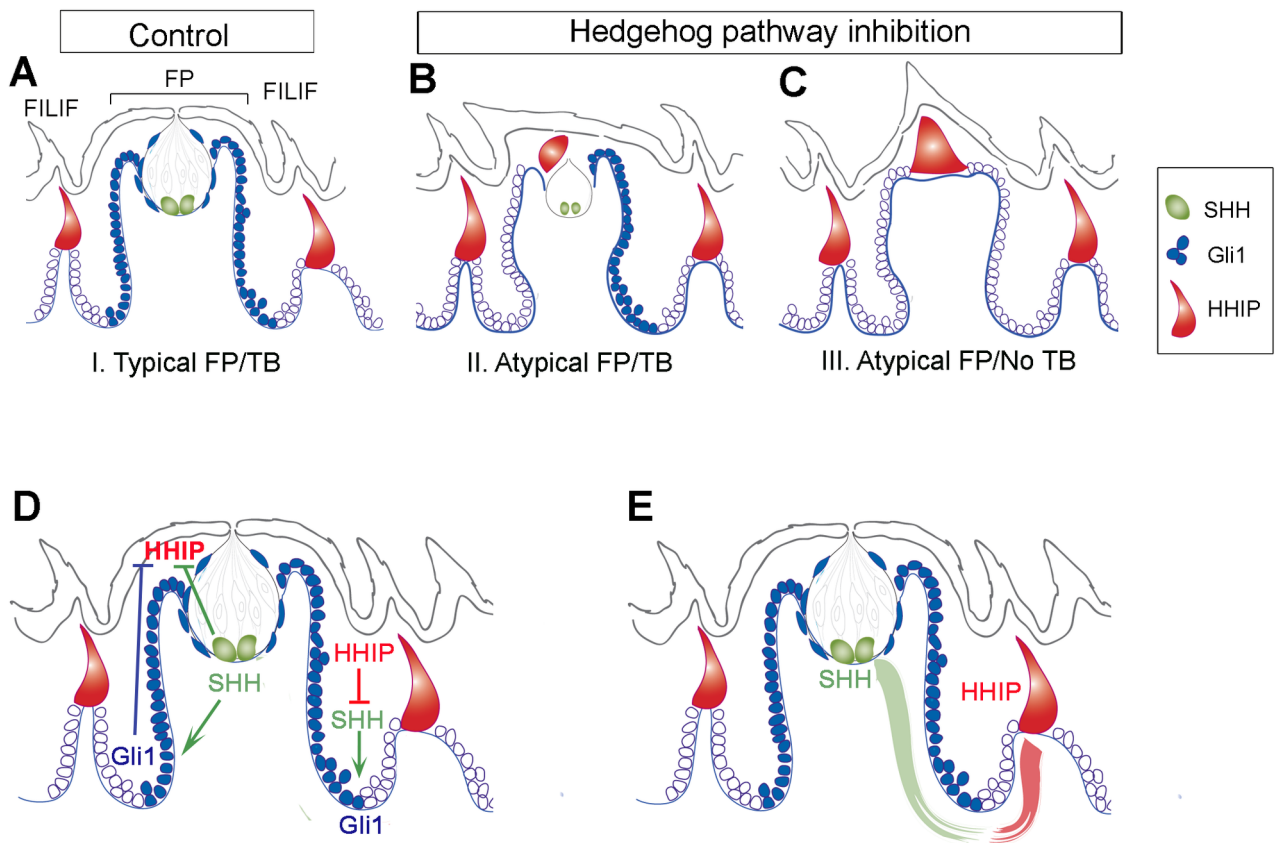 Control
Hedgehog pathway inhibition
A
FP
FILIF
FILIF
B
C
SHH
Gli1
HHIP
I. Typical FP/TB
II. Atypical FP/TB
III. Atypical FP/No TB
D
HHIP
SHH
Gli1
HHIP
SHH
Gli1
E
SHH
HHIP